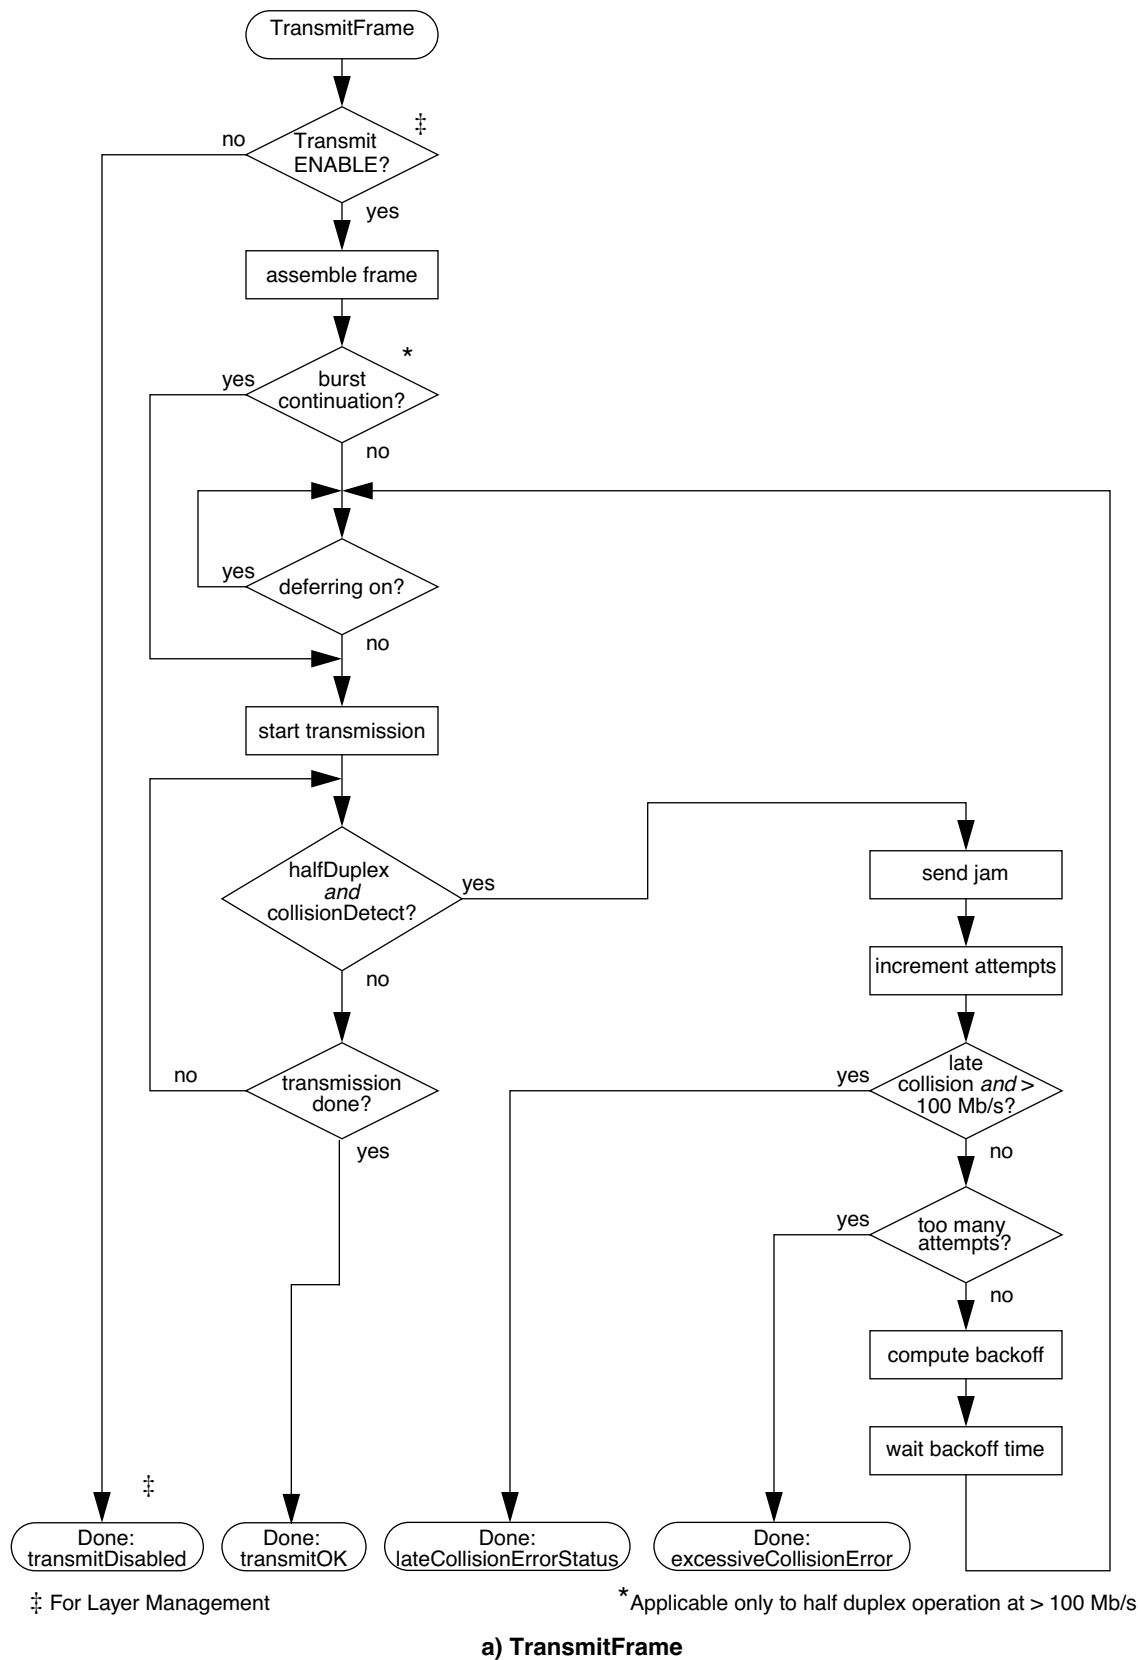 TransmitFrame
‡
no
Transmit
ENABLE?
yes
assemble frame
*
yes
burst
continuation?
no
yes
deferring on?
no
start transmission
halfDuplex
and
collisionDetect?
yes
send jam
no
increment attempts
no
transmission
done?
yes
yes
late
collision and >
100 Mb/s?
no
yes
too many
attempts?
no
compute backoff
wait backoff time
‡
Done:
transmitDisabled
Done:
transmitOK
Done:
lateCollisionErrorStatus
Done:
excessiveCollisionError
‡ For Layer Management
*Applicable only to half duplex operation at > 100 Mb/s
a) TransmitFrame